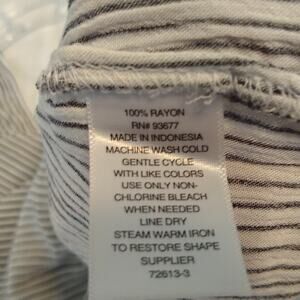 100% RAYON
RN# 93677
MADE IN INDONESIA
MACHINE WASH COLD
GENTLE CYCLE
WITH LIKE COLORS
USE ONLY NON-
CHLORINE BLEACH
WHEN NEEDED
LINE DRY
STEAM WARM IRON
TO RESTORE SHAPE
SUPPLIER
72613-3